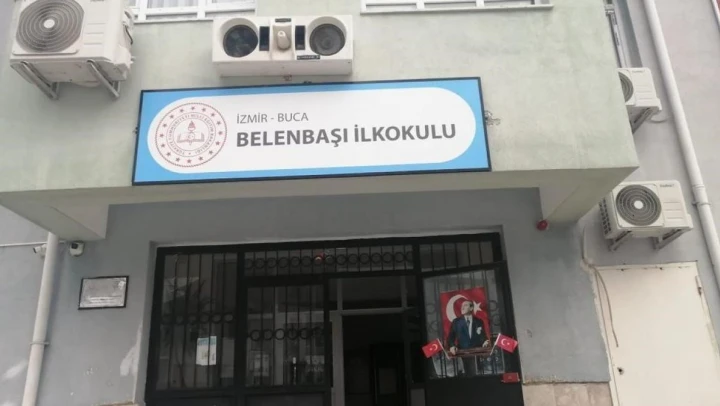 İZMİR - BUCA
BELENBAŞI İLKOKULU